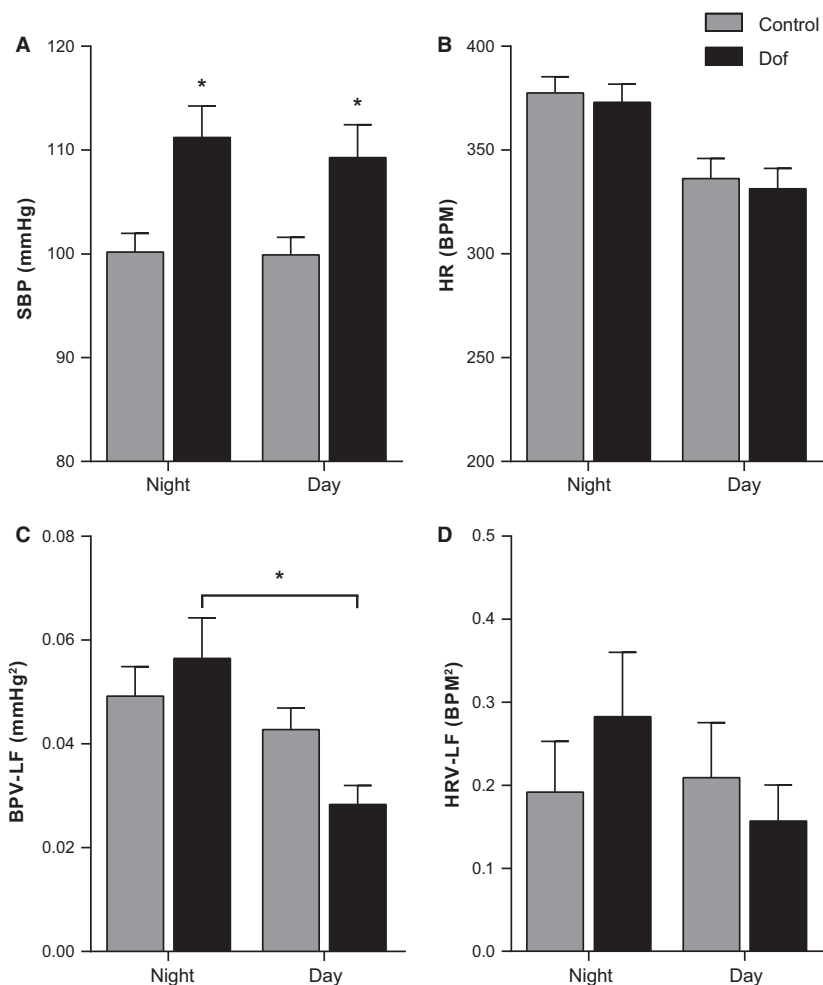 Control
Dof
A
120
110
100
90
80
SBP (mmHg)
*
*
Night
Day
B
400
350
300
250
200
HR (BPM)
Night
Day
C
0.08
0.06
0.04
0.02
0.00
BPV-LF (mmHg²)
*
Night
Day
D
0.5
0.4
0.3
0.2
0.1
0.0
HRV-LF (BPM²)
Night
Day